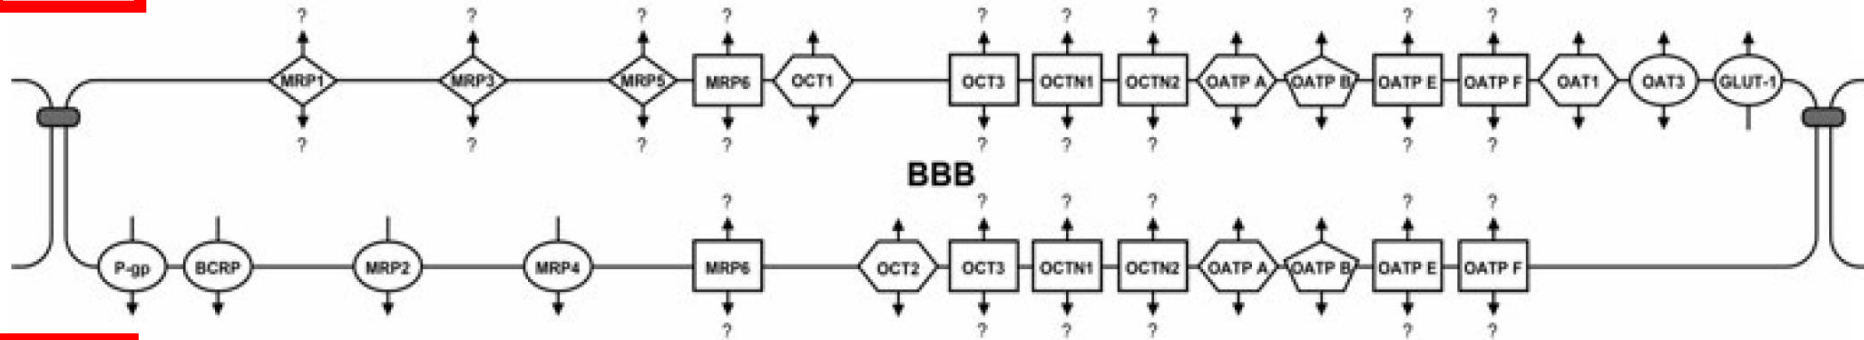 ? ? ? ? ? ? ? ? ?
MRP1 MRP3 MRP5 MRP6 OCT1 OCT3 OCTN1 OCTN2 OATP A OATP B OATP E OATP F OAT1 OAT3 GLUT-1
? ? ? ? ? ? ? ? ?
BBB
? ? ? ? ? ?
P-gp BCRP MRP2 MRP4 MRP6 OCT2 OCT3 OCTN1 OCTN2 OATP A OATP B OATP E OATP F
? ? ? ? ? ?